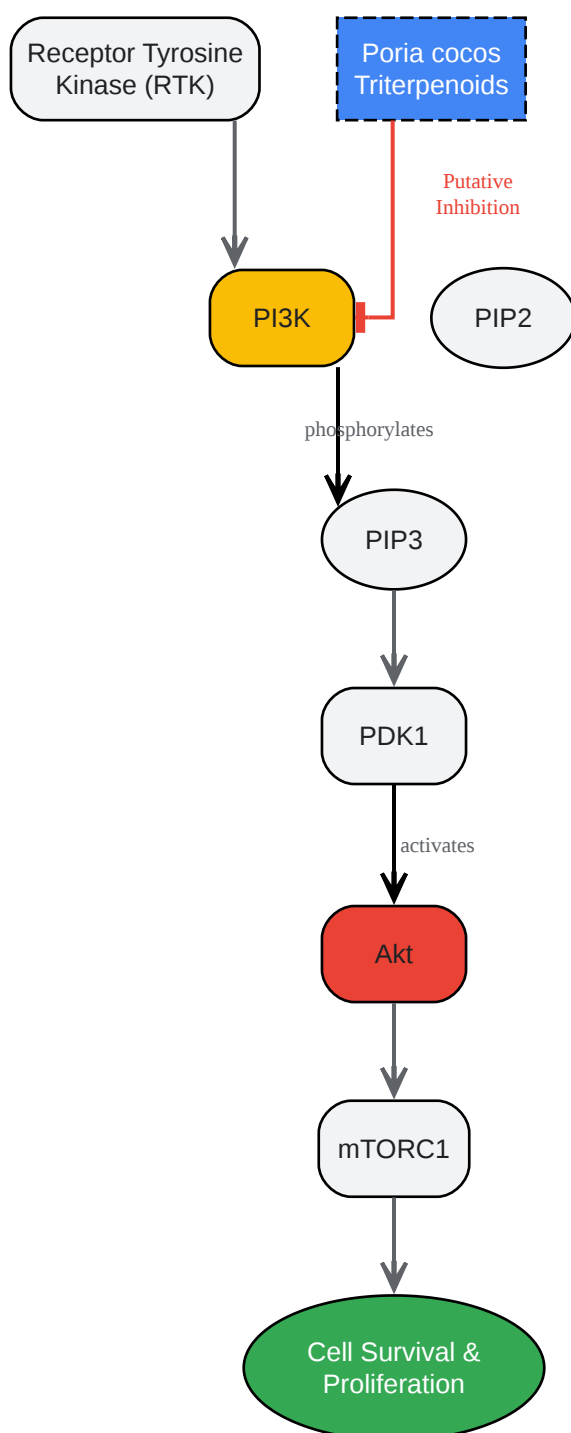 Receptor Tyrosine
Kinase (RTK)
Poria cocos
Triterpenoids
Putative
Inhibition
PI3K
PIP2
phosphorylates
PIP3
PDK1
activates
Akt
mTORC1
Cell Survival &
Proliferation